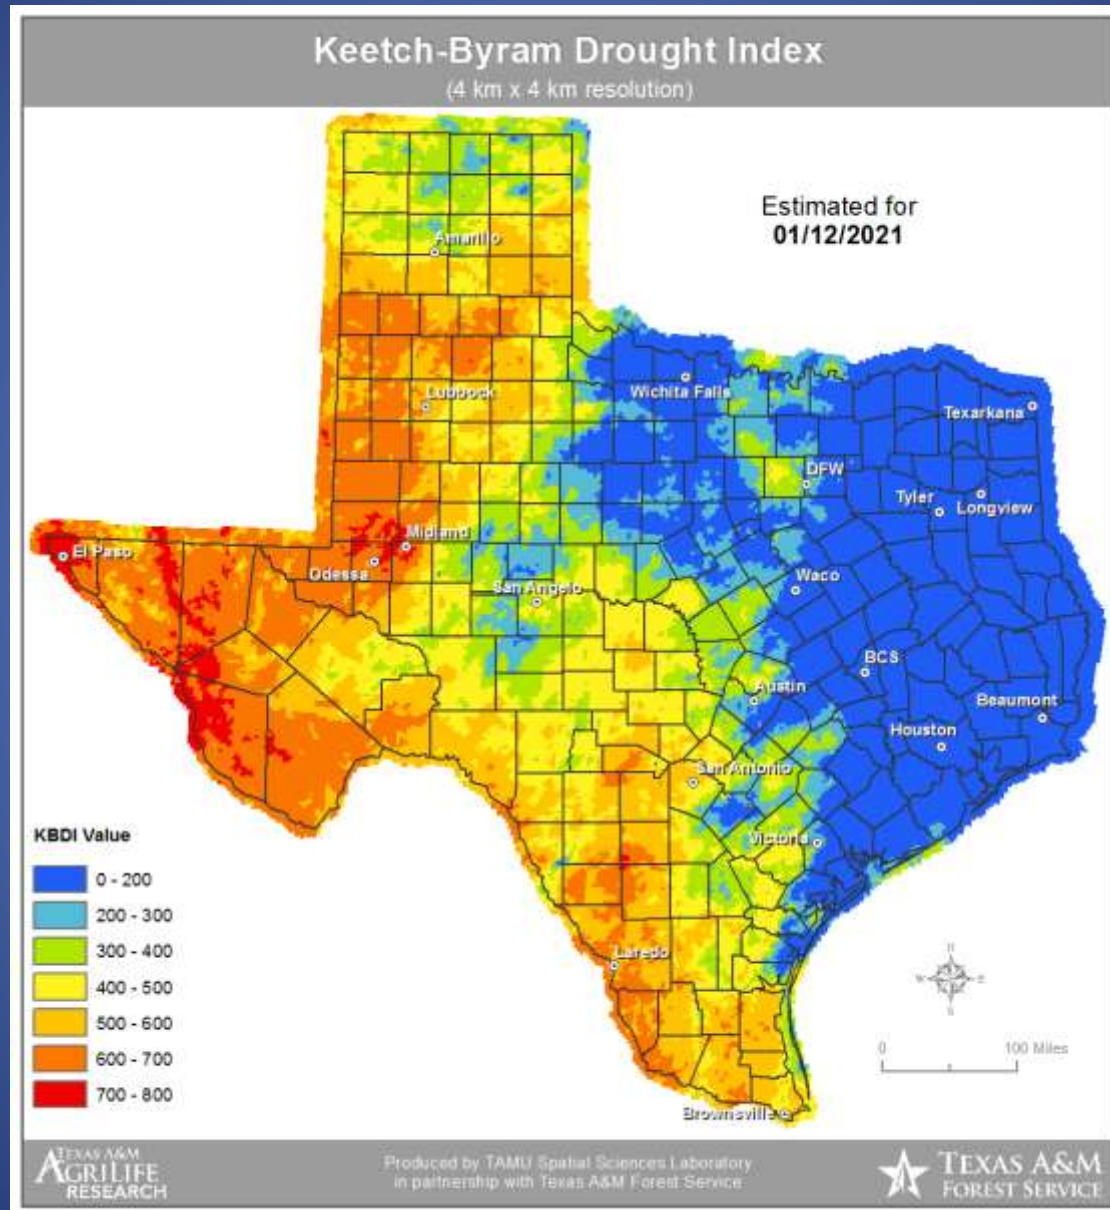 Keetch-Byram Drought Index
(4 km x 4 km resolution)
Estimated for
01/12/2021
Amarillo
Lubbock
Wichita Falls
Texarkana
DFW
Tyler
Longview
El Paso
Midland
Odessa
San Angelo
Waco
BCS
Austin
Beaumont
Houston
San Antonio
Victoria
Laredo
Brownsville
KBDI Value
0 - 200
200 - 300
300 - 400
400 - 500
500 - 600
600 - 700
700 - 800
N
W E
S
0 100 Miles
TEXAS A&M
AGRILIFE
RESEARCH
Produced by TAMU Spatial Sciences Laboratory
in partnership with Texas A&M Forest Service
TEXAS A&M
FOREST SERVICE